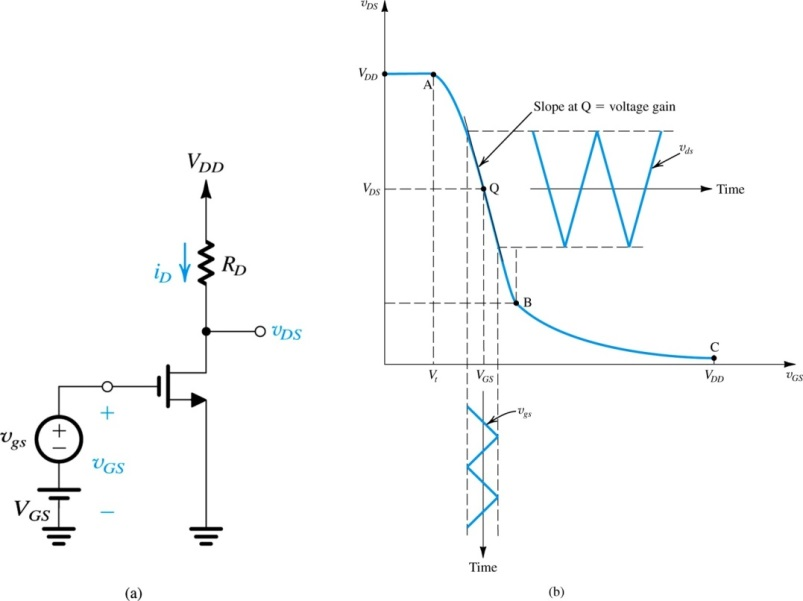 V_DD
i_D
R_D
v_DS
v_gs
+
−
+
v_GS
−
V_GS
(a)
v_DS
V_DD
A
Slope at Q = voltage gain
v_ds
V_DS
Q
Time
B
C
V_t
V_GS
V_DD
v_GS
v_gs
Time
(b)